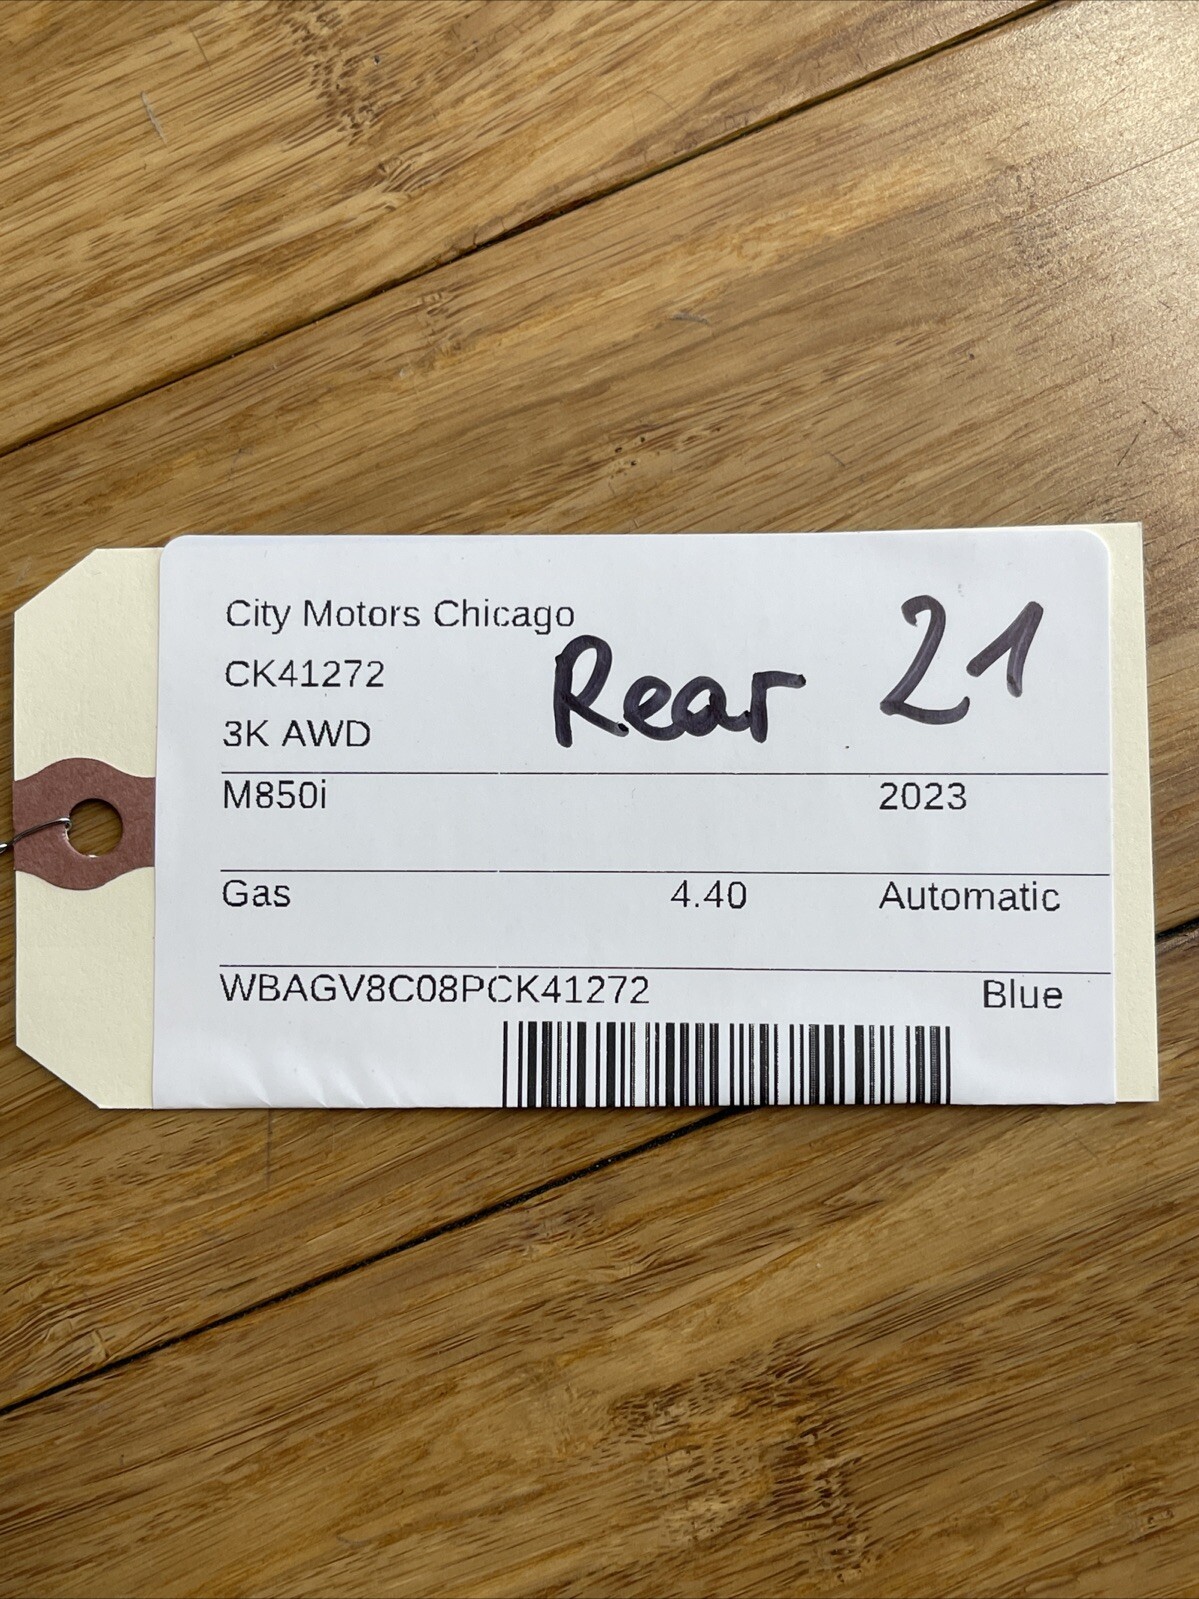 City Motors Chicago
CK41272
Rear 21
3K AWD
M850i 2023
Gas 4.40 Automatic
WBAGV8C08PCK41272 Blue